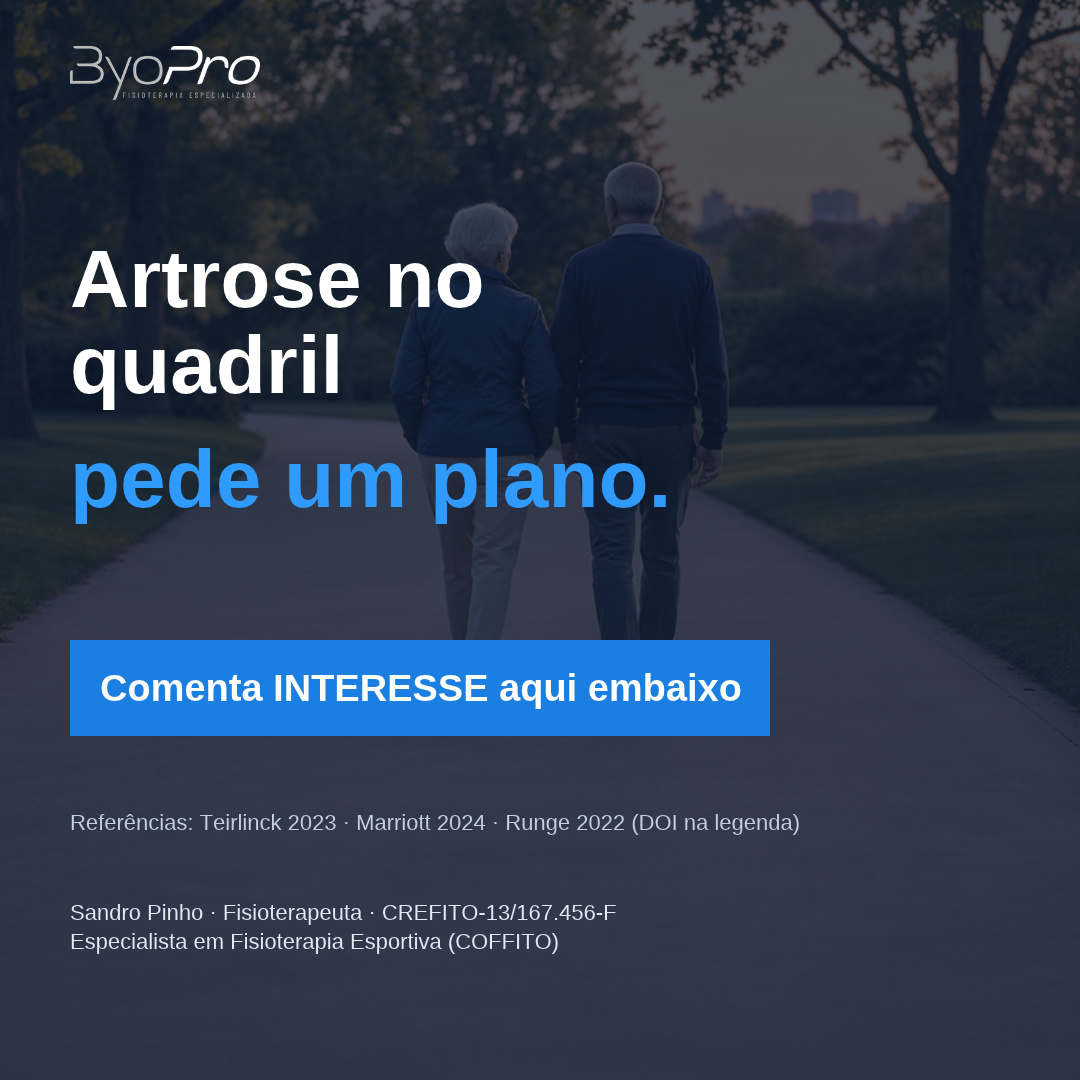 ByoPro
FISIOTERAPIA ESPECIALIZADA
Artrose no
quadril
pede um plano.
Comenta INTERESSE aqui embaixo
Referências: Teirlinck 2023 · Marriott 2024 · Runge 2022 (DOI na legenda)
Sandro Pinho · Fisioterapeuta · CREFITO-13/167.456-F
Especialista em Fisioterapia Esportiva (COFFITO)